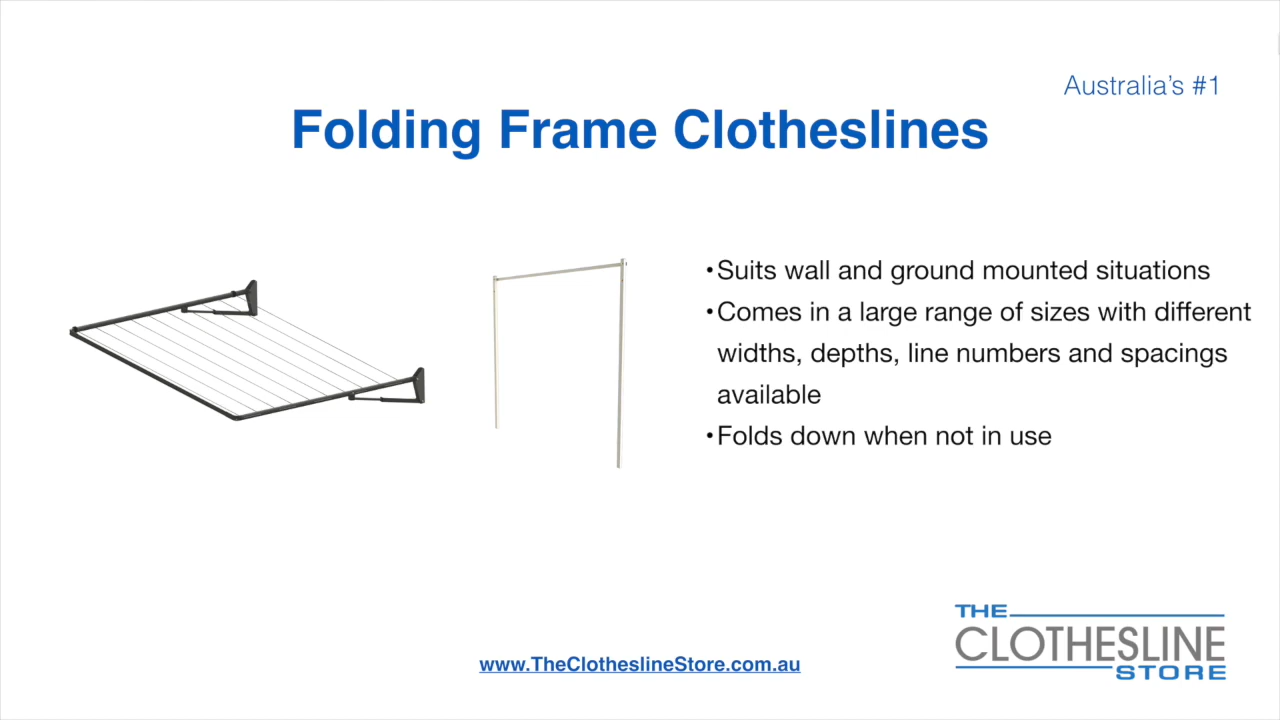 Australia's #1
Folding Frame Clotheslines
•Suits wall and ground mounted situations
•Comes in a large range of sizes with different
widths, depths, line numbers and spacings
available
•Folds down when not in use
www.TheClotheslineStore.com.au
THE
CLOTHESLINE
STORE